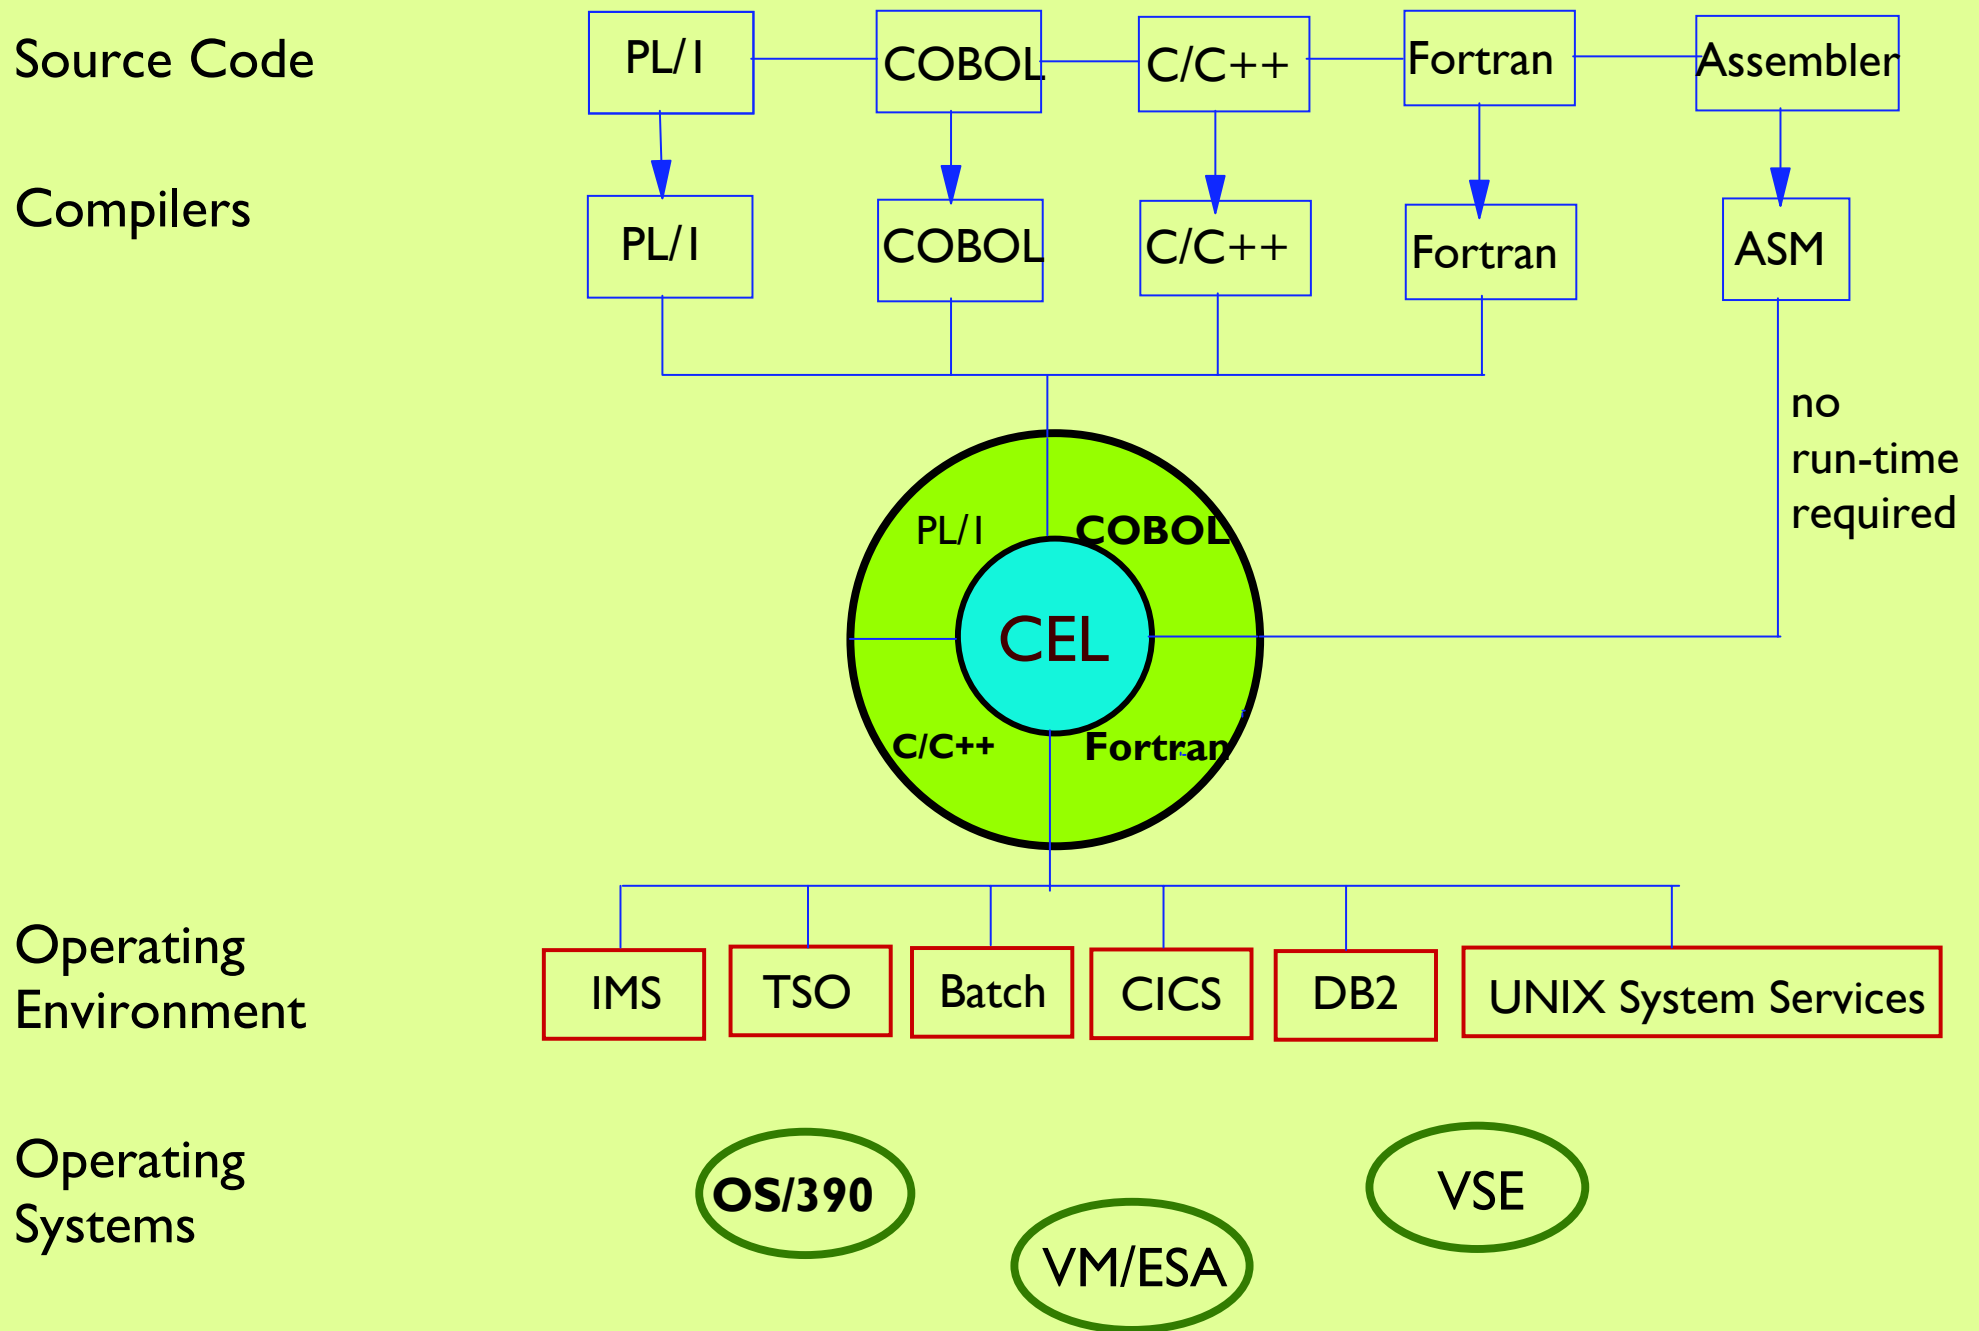 Source Code
PL/I
COBOL
C/C++
Fortran
Assembler
Compilers
PL/I
COBOL
C/C++
Fortran
ASM
no
run-time
required
PL/I
COBOL
CEL
C/C++
Fortran
Operating
Environment
IMS
TSO
Batch
CICS
DB2
UNIX System Services
Operating
Systems
OS/390
VM/ESA
VSE